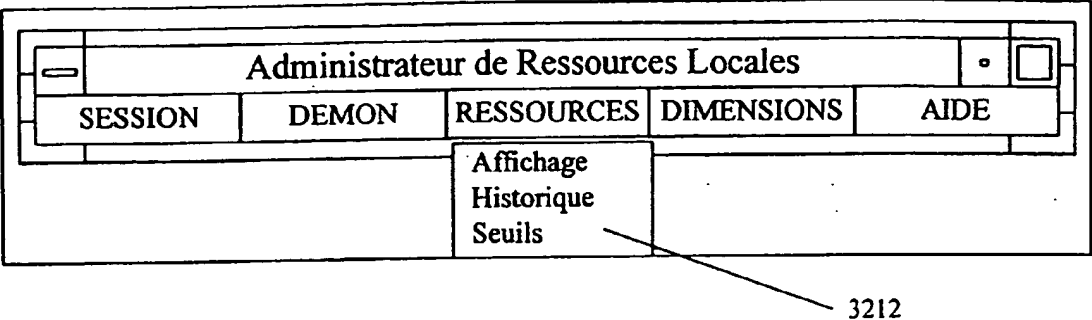 Administrateur de Ressources Locales
SESSION DEMON RESSOURCES DIMENSIONS AIDE
Affichage
Historique
Seuils
3212